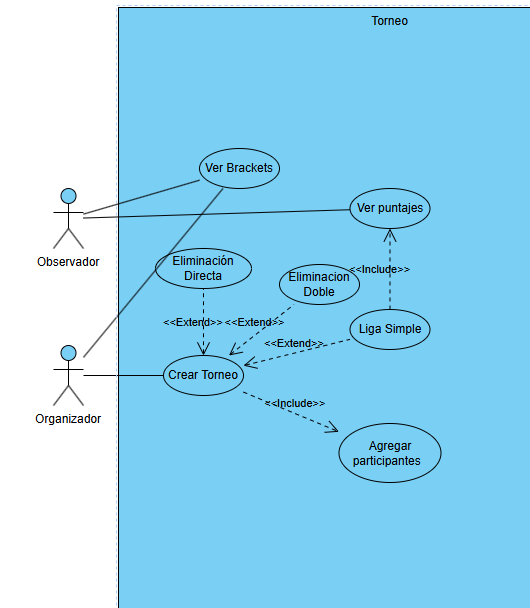 Torneo
Ver Brackets
Ver puntajes
Observador
Eliminación
Directa
Eliminacion
Doble
<<Include>>
<<Extend>>
<<Extend>>
Liga Simple
<<Extend>>
Crear Torneo
Organizador
<<Include>>
Agregar
participantes